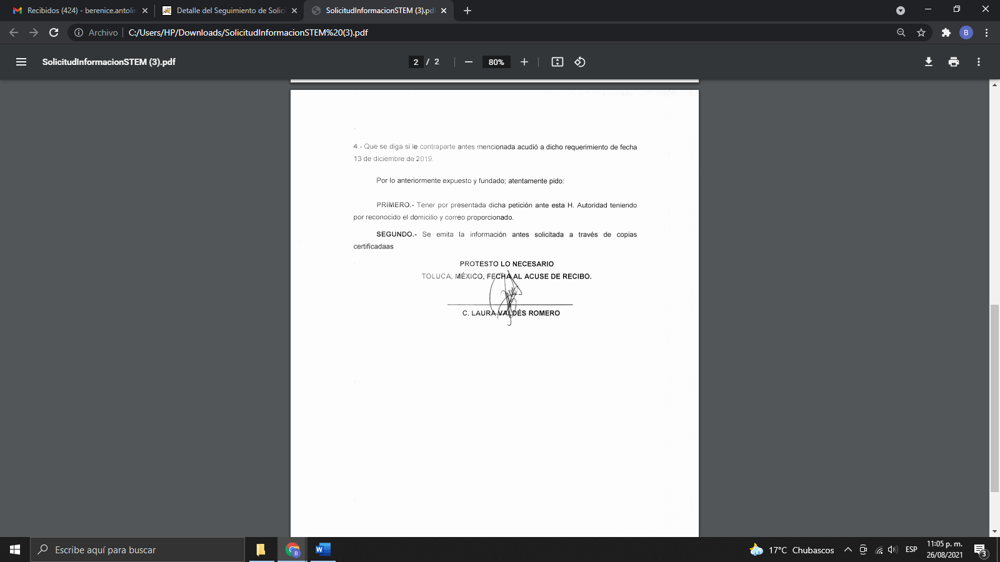 Recibidos (424) - berenice.antolin
Detalle del Seguimiento de Solici
SolicitudInformacionSTEM (3).pdf
Archivo
C:/Users/HP/Downloads/SolicitudInformacionSTEM%20(3).pdf
B
SolicitudInformacionSTEM (3).pdf
2 / 2
80%
4.- Que se diga si le contraparte antes mencionada acudió a dicho requerimiento de fecha
13 de diciembre de 2019.
Por lo anteriormente expuesto y fundado; atentamente pido:
PRIMERO.- Tener por presentada dicha petición ante esta H. Autoridad teniendo
por reconocido el domicilio y correo proporcionado.
SEGUNDO.- Se emita la información antes solicitada a través de copias
certificadaas
PROTESTO LO NECESARIO
TOLUCA, MÉXICO, FECHA AL ACUSE DE RECIBO.
C. LAURA VALDÉS ROMERO
Escribe aquí para buscar
B
17°C Chubascos
ESP
11:05 p. m.
26/08/2021
3